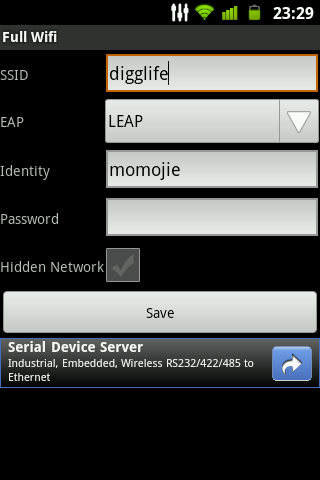 23:29
Full Wifi
SSID digglife
EAP LEAP
Identity momojie
Password
Hidden Network
Save
Serial Device Server
Industrial, Embedded, Wireless RS232/422/485 to
Ethernet